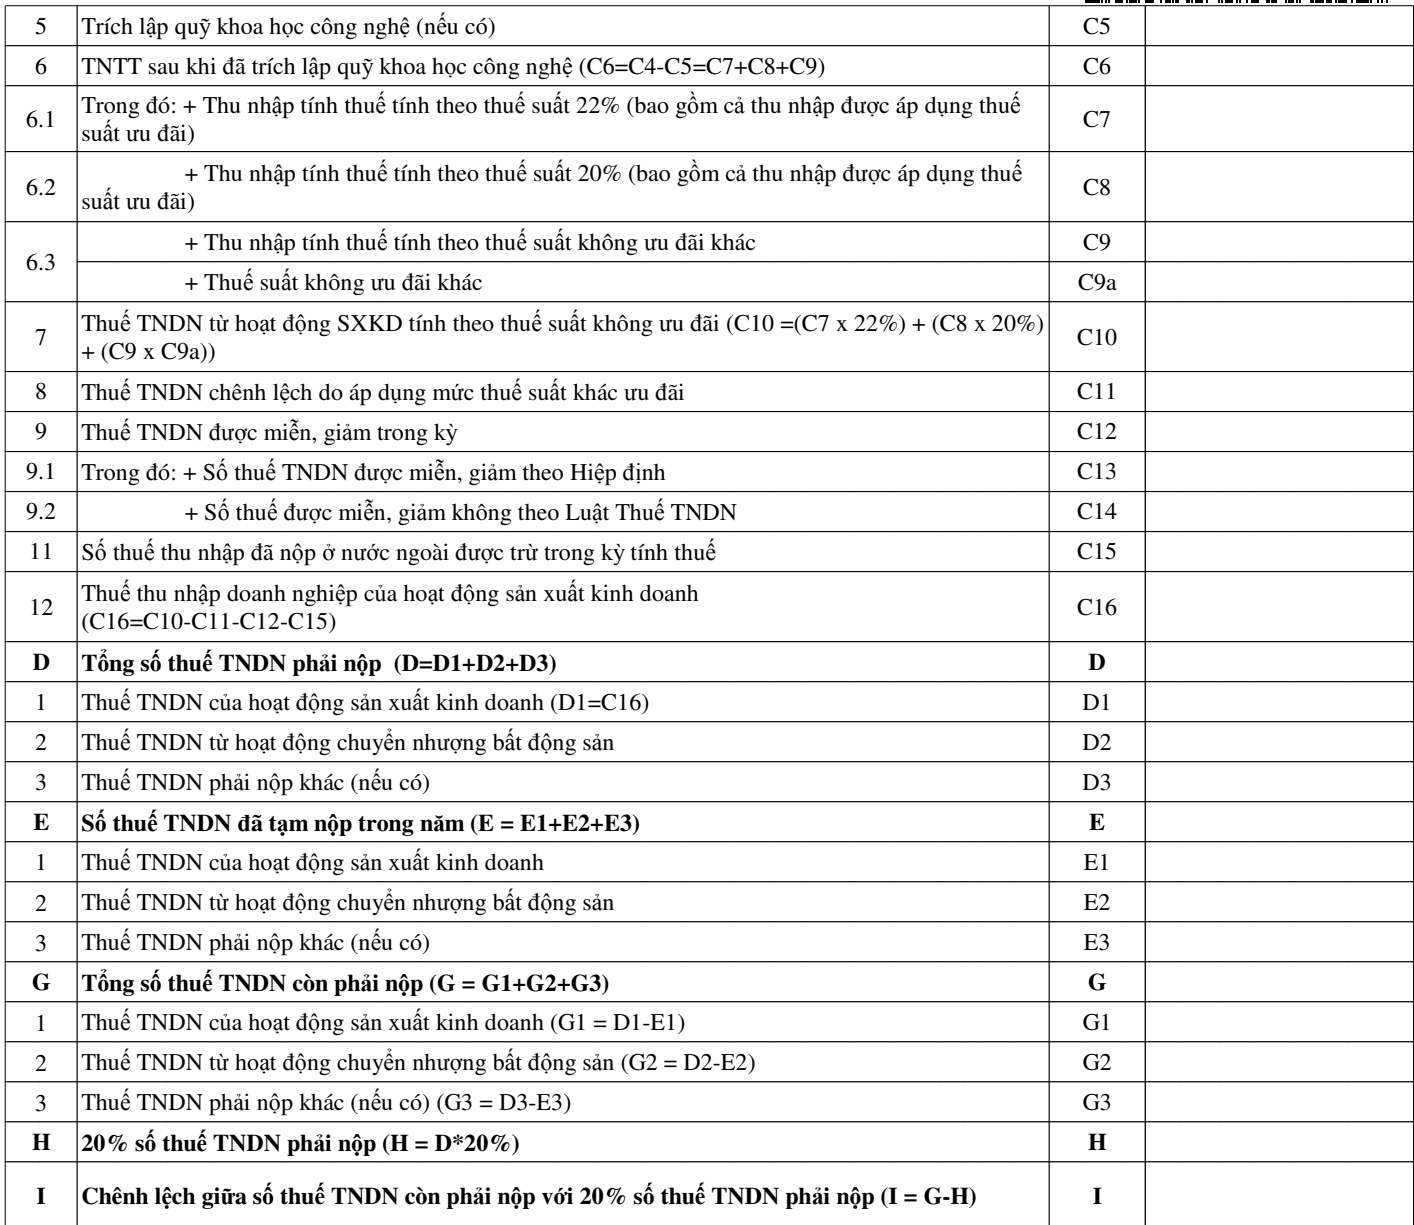 5 Trích lập quỹ khoa học công nghệ (nếu có) C5
6 TNTT sau khi đã trích lập quỹ khoa học công nghệ (C6=C4-C5=C7+C8+C9) C6
6.1 Trong đó: + Thu nhập tính thuế tính theo thuế suất 22% (bao gồm cả thu nhập được áp dụng thuế
suất ưu đãi) C7
6.2 + Thu nhập tính thuế tính theo thuế suất 20% (bao gồm cả thu nhập được áp dụng thuế
suất ưu đãi) C8
6.3 + Thu nhập tính thuế tính theo thuế suất không ưu đãi khác C9
+ Thuế suất không ưu đãi khác C9a
7 Thuế TNDN từ hoạt động SXKD tính theo thuế suất không ưu đãi (C10 =(C7 x 22%) + (C8 x 20%)
+ (C9 x C9a)) C10
8 Thuế TNDN chênh lệch do áp dụng mức thuế suất khác ưu đãi C11
9 Thuế TNDN được miễn, giảm trong kỳ C12
9.1 Trong đó: + Số thuế TNDN được miễn, giảm theo Hiệp định C13
9.2 + Số thuế được miễn, giảm không theo Luật Thuế TNDN C14
11 Số thuế thu nhập đã nộp ở nước ngoài được trừ trong kỳ tính thuế C15
12 Thuế thu nhập doanh nghiệp của hoạt động sản xuất kinh doanh
(C16=C10-C11-C12-C15) C16
D Tổng số thuế TNDN phải nộp (D=D1+D2+D3) D
1 Thuế TNDN của hoạt động sản xuất kinh doanh (D1=C16) D1
2 Thuế TNDN từ hoạt động chuyển nhượng bất động sản D2
3 Thuế TNDN phải nộp khác (nếu có) D3
E Số thuế TNDN đã tạm nộp trong năm (E = E1+E2+E3) E
1 Thuế TNDN của hoạt động sản xuất kinh doanh E1
2 Thuế TNDN từ hoạt động chuyển nhượng bất động sản E2
3 Thuế TNDN phải nộp khác (nếu có) E3
G Tổng số thuế TNDN còn phải nộp (G = G1+G2+G3) G
1 Thuế TNDN của hoạt động sản xuất kinh doanh (G1 = D1-E1) G1
2 Thuế TNDN từ hoạt động chuyển nhượng bất động sản (G2 = D2-E2) G2
3 Thuế TNDN phải nộp khác (nếu có) (G3 = D3-E3) G3
H 20% số thuế TNDN phải nộp (H = D*20%) H
I Chênh lệch giữa số thuế TNDN còn phải nộp với 20% số thuế TNDN phải nộp (I = G-H) I